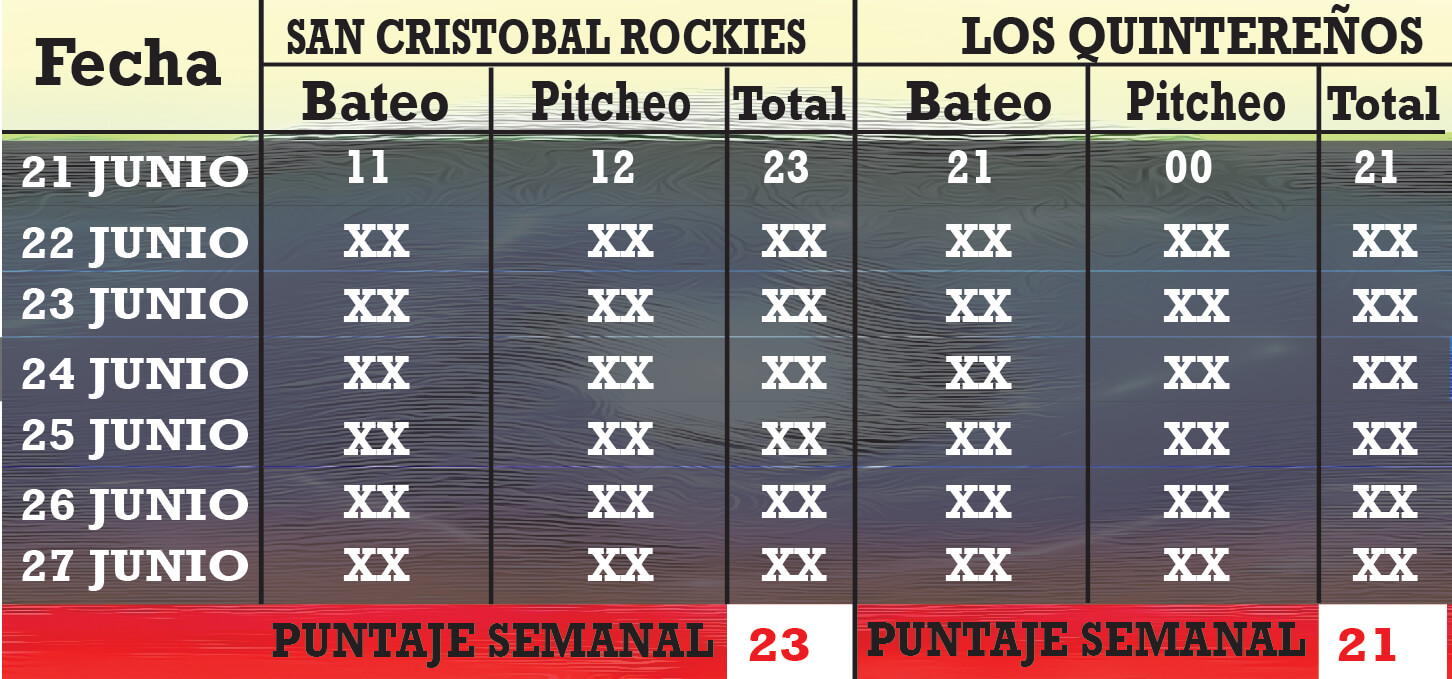 Fecha SAN CRISTOBAL ROCKIES LOS QUINTEREÑOS
Bateo Pitcheo Total Bateo Pitcheo Total
21 JUNIO 11 12 23 21 00 21
22 JUNIO XX XX XX XX XX XX
23 JUNIO XX XX XX XX XX XX
24 JUNIO XX XX XX XX XX XX
25 JUNIO XX XX XX XX XX XX
26 JUNIO XX XX XX XX XX XX
27 JUNIO XX XX XX XX XX XX
PUNTAJE SEMANAL 23 PUNTAJE SEMANAL 21